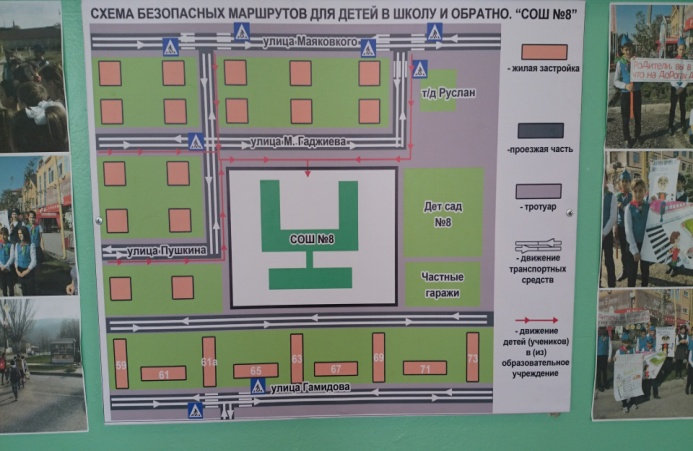 СХЕМА БЕЗОПАСНЫХ МАРШРУТОВ ДЛЯ ДЕТЕЙ В ШКОЛУ И ОБРАТНО. “СОШ №8”
улица Маяковкого
- жилая застройка
т/д Руслан
улица М. Гаджиева
-проезжая часть
- тротуар
Дет сад
№8
СОШ №8
улица Пушкина
- движение
транспортных
средств
Частные
гаражи
- движение
детей (учеников)
в (из)
образовательное
учреждение
59
61
61а
65
63
67
69
71
73
улица Гамидова